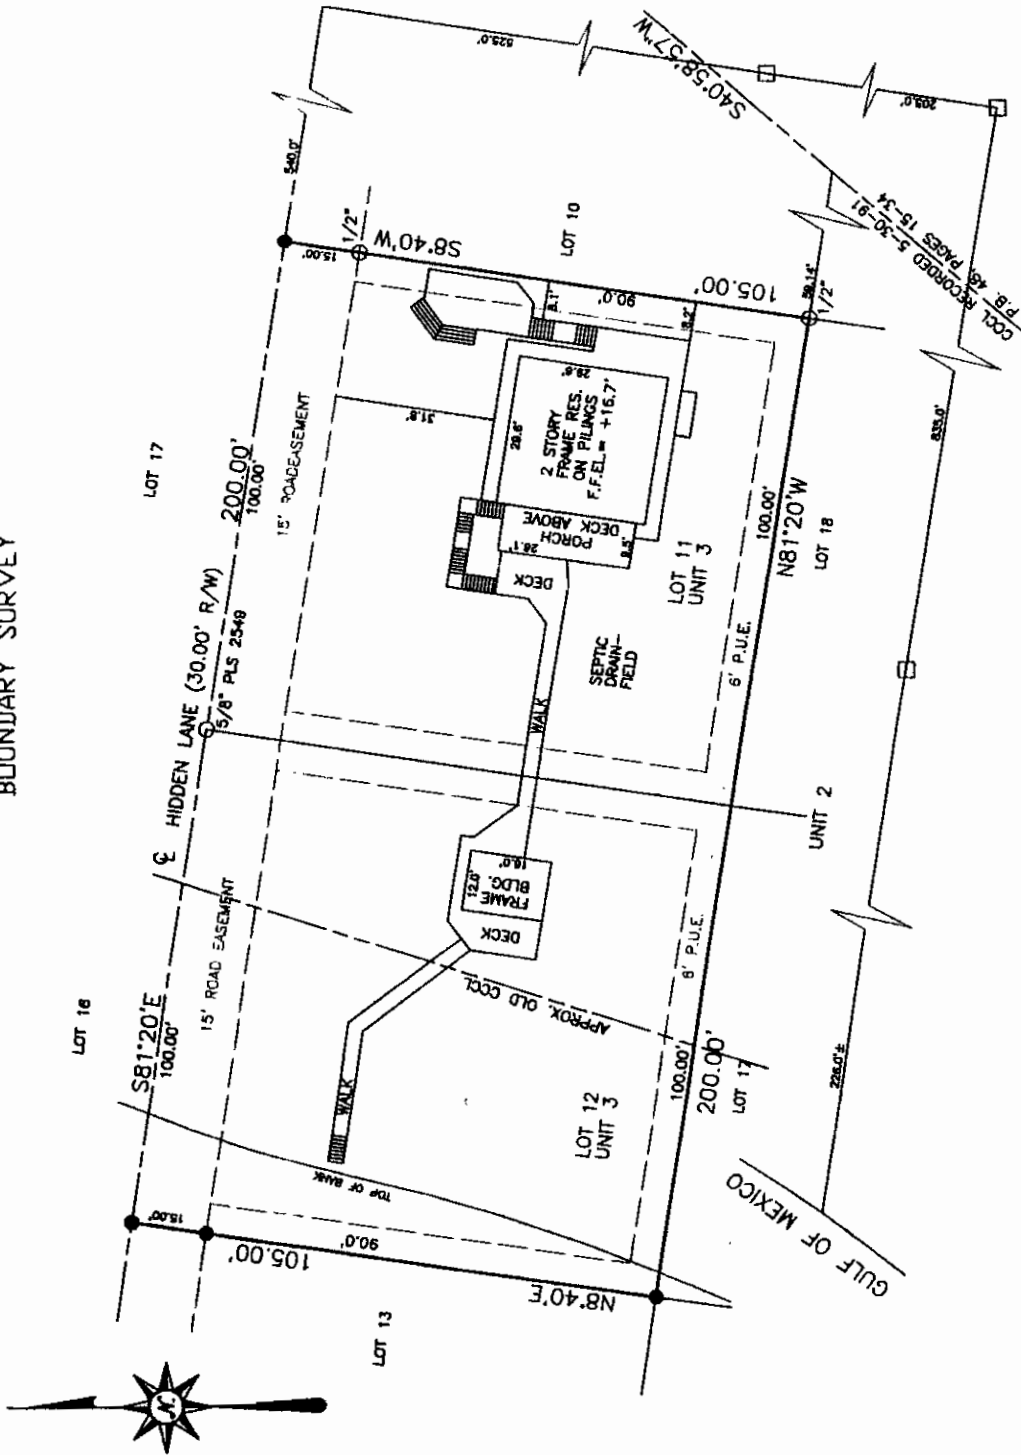 BOUNDARY SURVEY
525.0'
S40°58'57"W
205.0'
540.0'
15.00'
1/2"
S8°40'W
LOT 10
CCCL RECORDED 5-30-91
P.B. 48, PAGES 15-34
LOT 17
200.00'
100.00'
15' ROADEASEMENT
31.8'
8.1'
90.0'
105.00'
59.14'
1/2"
8.2'
29.6'
29.6'
2 STORY
FRAME RES.
ON PILINGS
F.F.EL.= +16.7'
835.0'
HIDDEN LANE (30.00' R/W)
5/8" PLS 2549
PORCH
DECK ABOVE
26.1'
9.5'
DECK
LOT 11
UNIT 3
100.00'
N81°20'W
LOT 18
SEPTIC
DRAIN-
FIELD
6' P.U.E.
WALK
UNIT 2
℄
15' ROAD EASEMENT
12.0'
16.0'
FRAME
BLDG.
DECK
6' P.U.E.
APPROX. OLD CCCL
LOT 16
S81°20'E
100.00'
WALK
100.00'
200.00'
LOT 17
226.0'±
LOT 12
UNIT 3
TOP OF BANK
15.00'
90.0'
105.00'
N8°40'E
GULF OF MEXICO
LOT 13
N